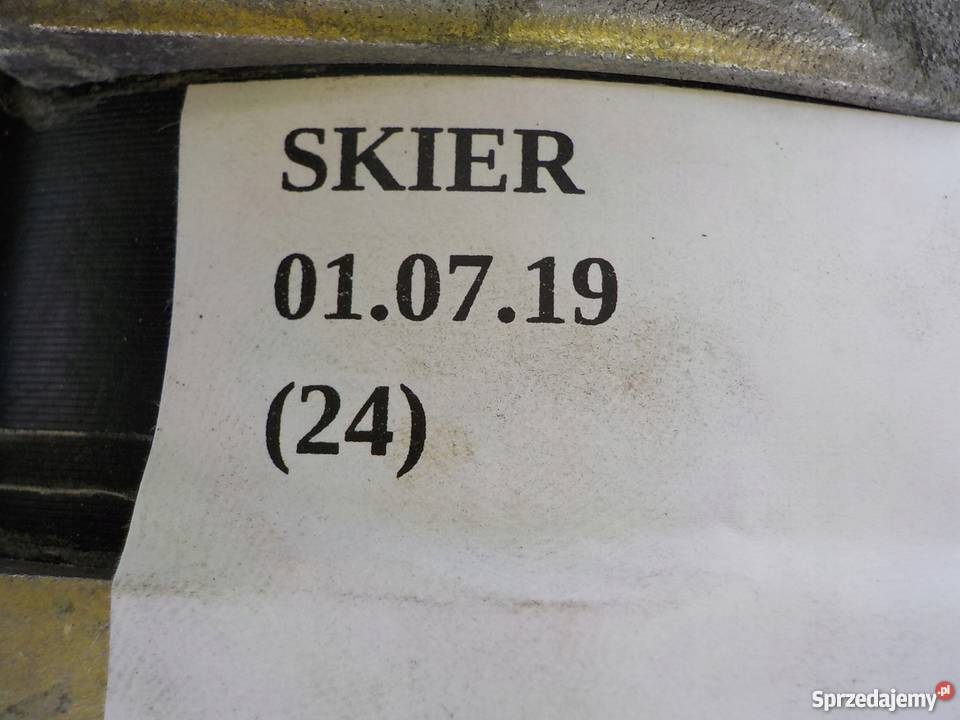 SKIER
01.07.19
(24)
Sprzedajemy.pl